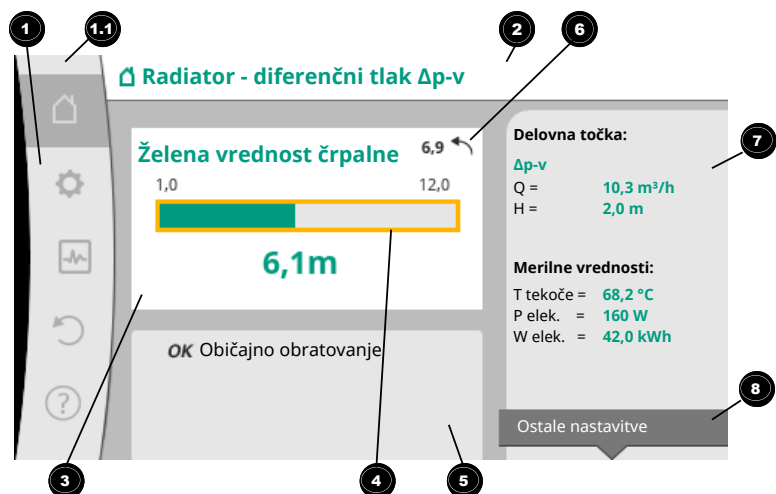 1
1.1
2
6
Radiator - diferenčni tlak Δp-v
Želena vrednost črpalne
6,9
1,0
12,0
6,1m
OK Običajno obratovanje
Delovna točka:
7
Δp-v
Q = 10,3 m³/h
H = 2,0 m
Merilne vrednosti:
T tekoče = 68,2 °C
P elek. = 160 W
W elek. = 42,0 kWh
8
Ostale nastavitve
?
3
4
5